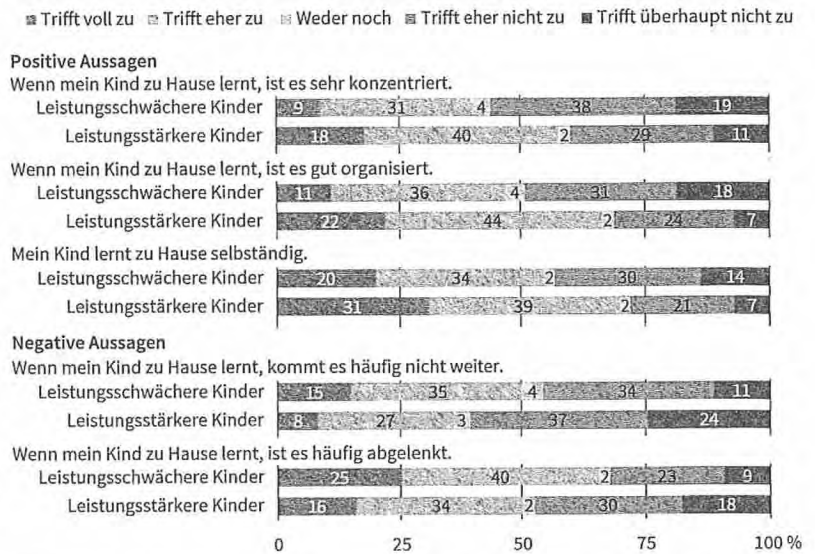 Trifft voll zu Trifft eher zu Weder noch Trifft eher nicht zu Trifft überhaupt nicht zu
Positive Aussagen
Wenn mein Kind zu Hause lernt, ist es sehr konzentriert.
Leistungsschwächere Kinder 9 31 4 38 19
Leistungsstärkere Kinder 18 40 2 29 11
Wenn mein Kind zu Hause lernt, ist es gut organisiert.
Leistungsschwächere Kinder 11 36 4 31 18
Leistungsstärkere Kinder 22 44 2 24 7
Mein Kind lernt zu Hause selbständig.
Leistungsschwächere Kinder 20 34 2 30 14
Leistungsstärkere Kinder 31 39 2 21 7
Negative Aussagen
Wenn mein Kind zu Hause lernt, kommt es häufig nicht weiter.
Leistungsschwächere Kinder 15 35 4 34 11
Leistungsstärkere Kinder 8 27 3 37 24
Wenn mein Kind zu Hause lernt, ist es häufig abgelenkt.
Leistungsschwächere Kinder 25 40 2 23 9
Leistungsstärkere Kinder 16 34 2 30 18
0 25 50 75 100 %